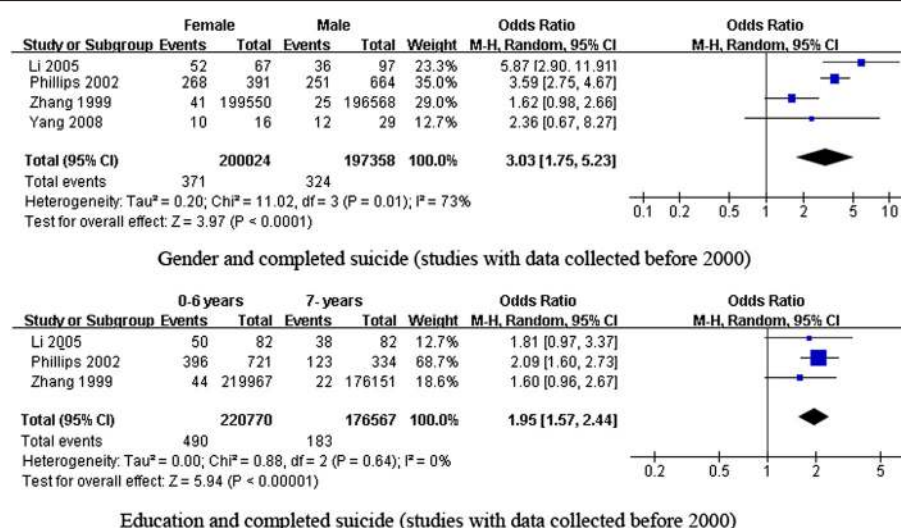 Female Male Odds Ratio Odds Ratio
Study or Subgroup Events Total Events Total Weight M-H, Random, 95% CI M-H, Random, 95% CI
Li 2005 52 67 36 97 23.3% 5.87 [2.90, 11.91]
Phillips 2002 268 391 251 664 35.0% 3.59 [2.75, 4.67]
Zhang 1999 41 199550 25 196568 29.0% 1.62 [0.98, 2.66]
Yang 2008 10 16 12 29 12.7% 2.36 [0.67, 8.27]
Total (95% CI) 200024 197358 100.0% 3.03 [1.75, 5.23]
Total events 371 324
Heterogeneity: Tau² = 0.20; Chi² = 11.02, df = 3 (P = 0.01); I² = 73%
Test for overall effect: Z = 3.97 (P < 0.0001)
0.1 0.2 0.5 1 2 5 10
Gender and completed suicide (studies with data collected before 2000)
0-6 years 7- years Odds Ratio Odds Ratio
Study or Subgroup Events Total Events Total Weight M-H, Random, 95% CI M-H, Random, 95% CI
Li 2005 50 82 38 82 12.7% 1.81 [0.97, 3.37]
Phillips 2002 396 721 123 334 68.7% 2.09 [1.60, 2.73]
Zhang 1999 44 219967 22 176151 18.6% 1.60 [0.96, 2.67]
Total (95% CI) 220770 176567 100.0% 1.95 [1.57, 2.44]
Total events 490 183
Heterogeneity: Tau² = 0.00; Chi² = 0.88, df = 2 (P = 0.64); I² = 0%
Test for overall effect: Z = 5.94 (P < 0.00001)
0.2 0.5 1 2 5
Education and completed suicide (studies with data collected before 2000)